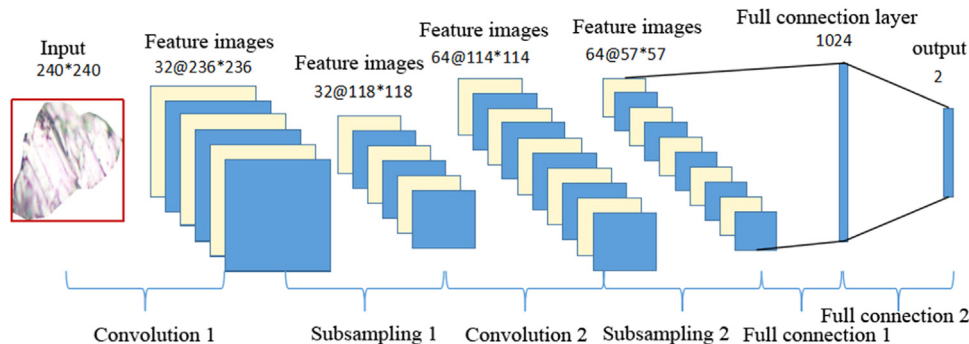 Input
240*240
Feature images
32@236*236
Feature images
32@118*118
Feature images
64@114*114
Feature images
64@57*57
Full connection layer
1024
output
2
Convolution 1
Subsampling 1
Convolution 2
Subsampling 2
Full connection 1
Full connection 2